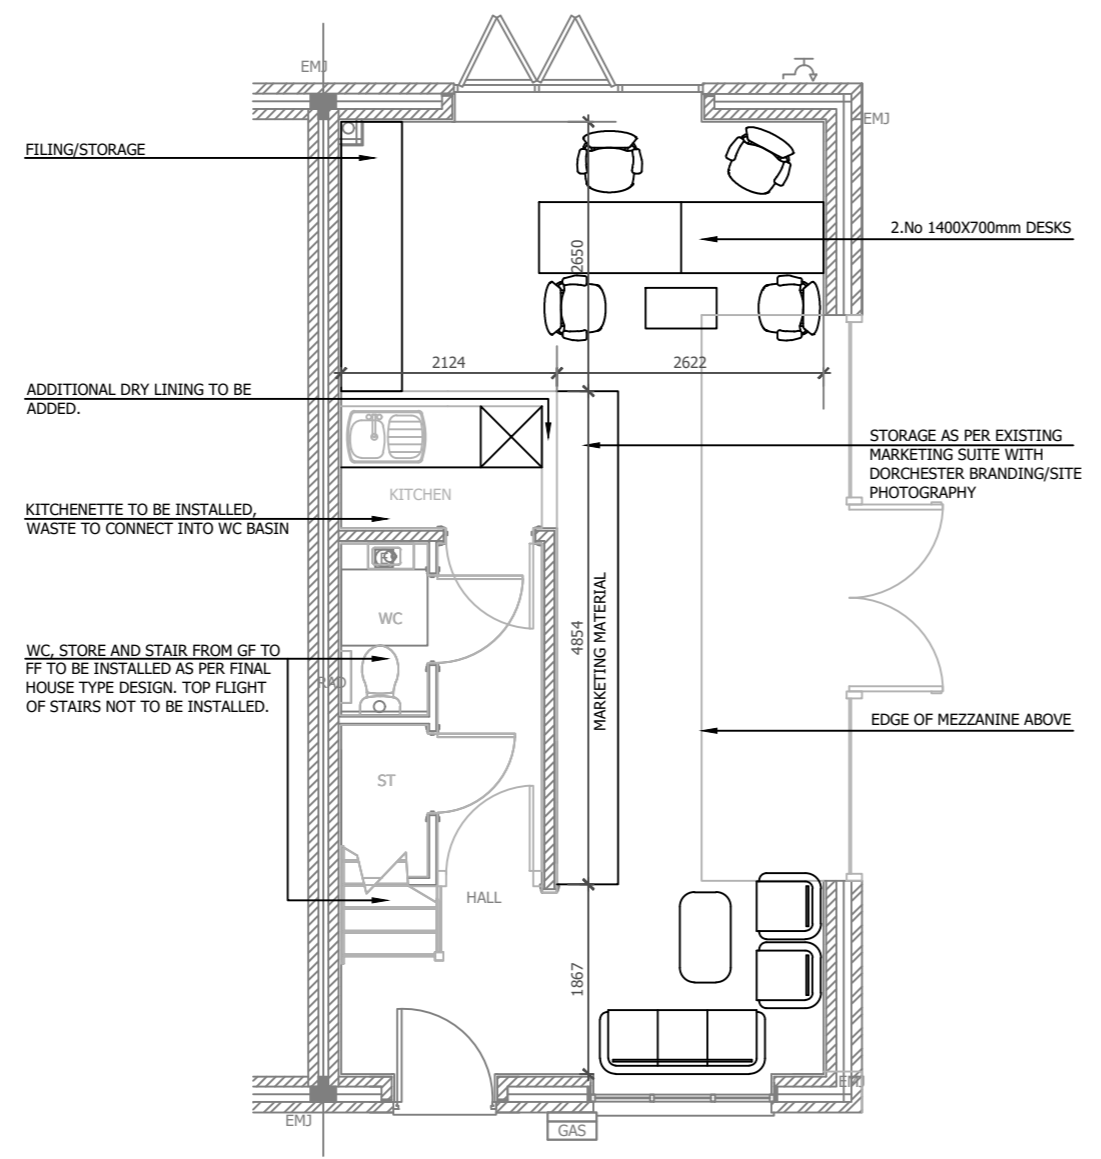 EMJ
EMJ
FILING/STORAGE
2.No 1400X700mm DESKS
2650
2124
2622
ADDITIONAL DRY LINING TO BE
ADDED.
STORAGE AS PER EXISTING
MARKETING SUITE WITH
DORCHESTER BRANDING/SITE
PHOTOGRAPHY
KITCHEN
KITCHENETTE TO BE INSTALLED,
WASTE TO CONNECT INTO WC BASIN
WC
MARKETING MATERIAL
4854
WC, STORE AND STAIR FROM GF TO
FF TO BE INSTALLED AS PER FINAL
HOUSE TYPE DESIGN. TOP FLIGHT
OF STAIRS NOT TO BE INSTALLED.
RAD
EDGE OF MEZZANINE ABOVE
ST
HALL
1867
EMJ
EMJ
GAS